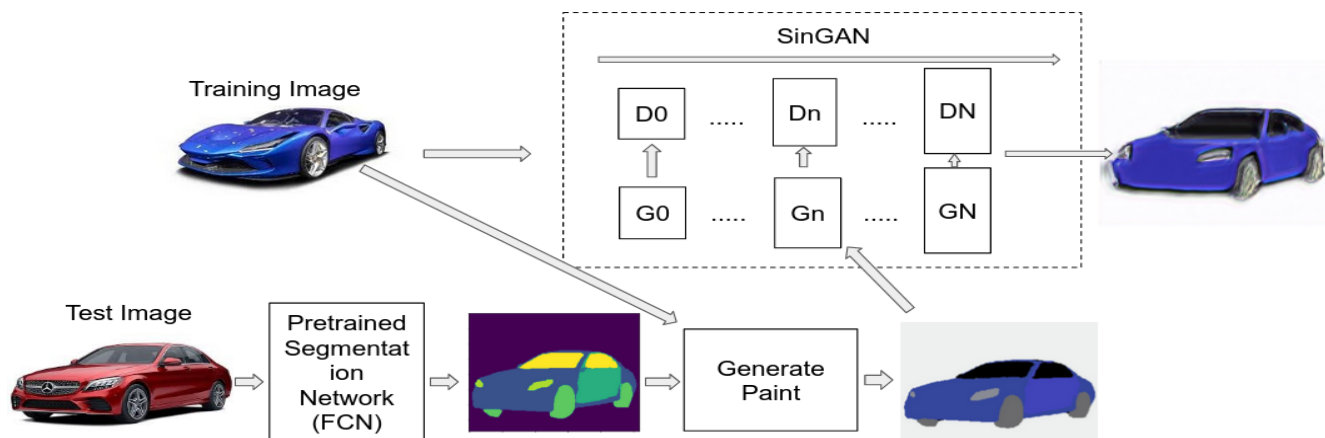 SinGAN
Training Image
D0 ..... Dn ..... DN
G0 ..... Gn ..... GN
Test Image
Pretrained
Segmentat
ion
Network
(FCN)
Generate
Paint